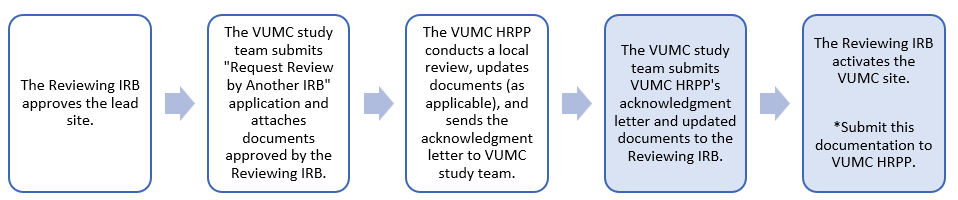 The Reviewing IRB
approves the lead
site.
The VUMC study
team submits
"Request Review
by Another IRB"
application and
attaches
documents
approved by the
Reviewing IRB.
The VUMC HRPP
conducts a local
review, updates
documents (as
applicable), and
sends the
acknowledgment
letter to VUMC
study team.
The VUMC study
team submits
VUMC HRPP's
acknowledgment
letter and updated
documents to the
Reviewing IRB.
The Reviewing IRB
activates the
VUMC site.
*Submit this
documentation to
VUMC HRPP.